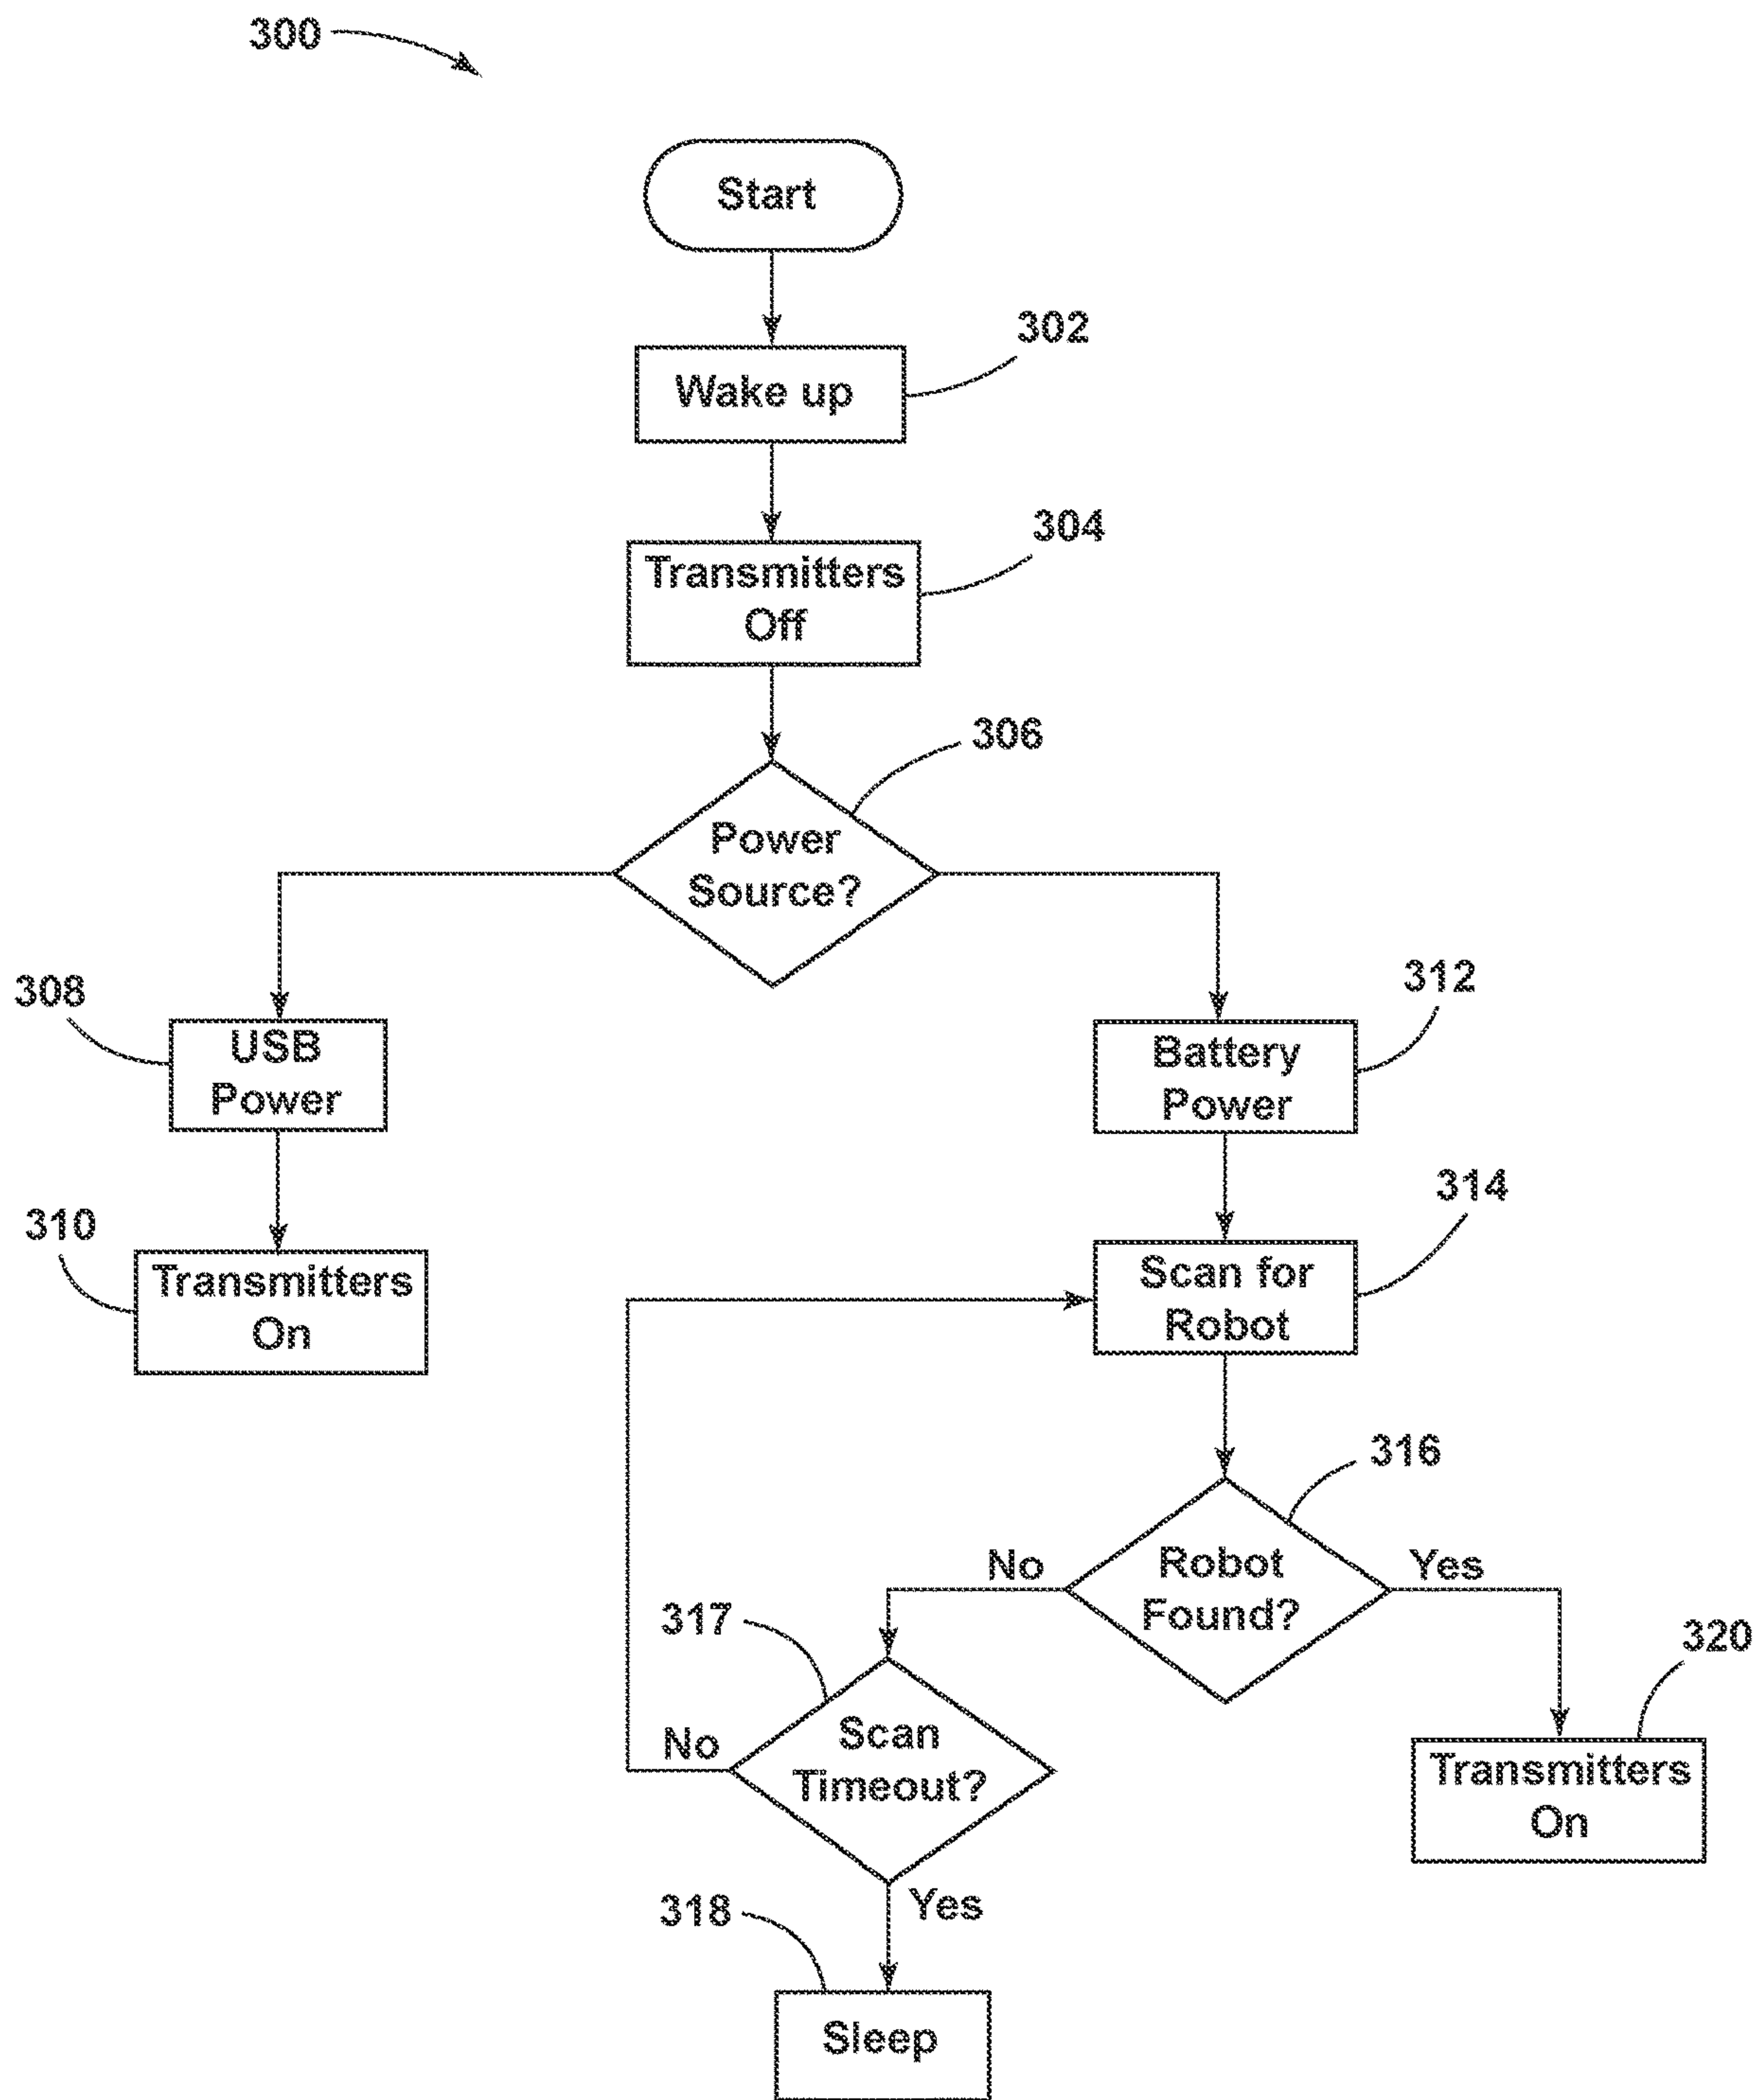 300
Start
302
Wake up
304
Transmitters
Off
306
Power
Source?
308
USB
Power
312
Battery
Power
310
Transmitters
On
314
Scan for
Robot
316
Robot
Found?
No
Yes
317
Scan
Timeout?
No
Yes
320
Transmitters
On
318
Sleep